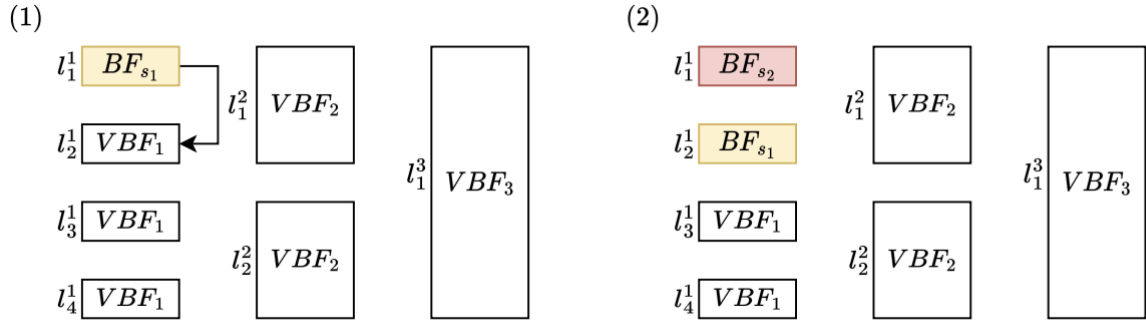 (1) (2)
l_1^1 BF_{s_1} l_1^2 VBF_2 l_1^3 VBF_3
l_2^1 VBF_1
l_3^1 VBF_1 l_2^2 VBF_2
l_4^1 VBF_1
l_1^1 BF_{s_2} l_1^2 VBF_2 l_1^3 VBF_3
l_2^1 BF_{s_1}
l_3^1 VBF_1 l_2^2 VBF_2
l_4^1 VBF_1